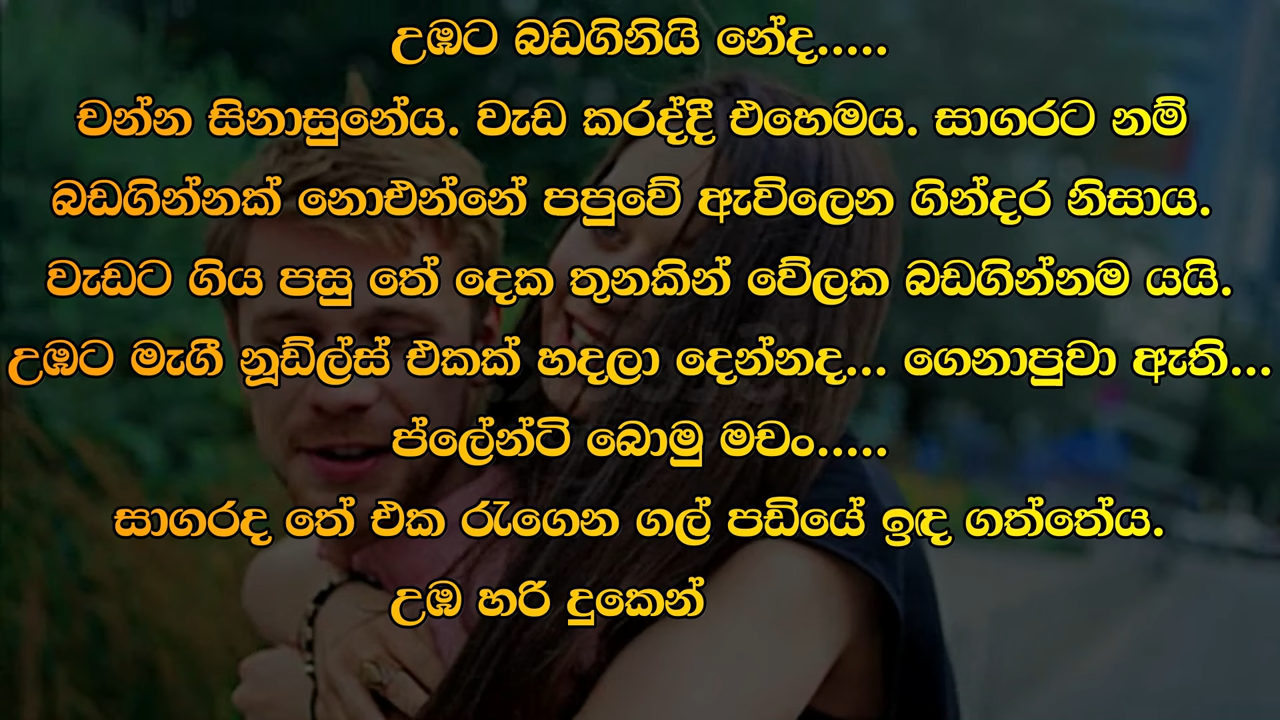 උඹට බඩගිනියි නේද.....
චන්න සිනාසුනේය. වැඩ කරද්දී එහෙමය. සාගරට නම්
බඩගින්නක් නොඑන්නේ පපුවේ ඇවිලෙන ගින්දර නිසාය.
වැඩට ගිය පසු තේ දෙක තුනකින් වේලක බඩගින්නම යයි.
උඹට මැගී නූඩ්ල්ස් එකක් හදලා දෙන්නද... ගෙනාපුවා ඇති...
ප්ලේන්ටි බොමු මචං.....
සාගරද තේ එක රැගෙන ගල් පඩියේ ඉඳ ගත්තේය.
උඹ හරි දුකෙන්